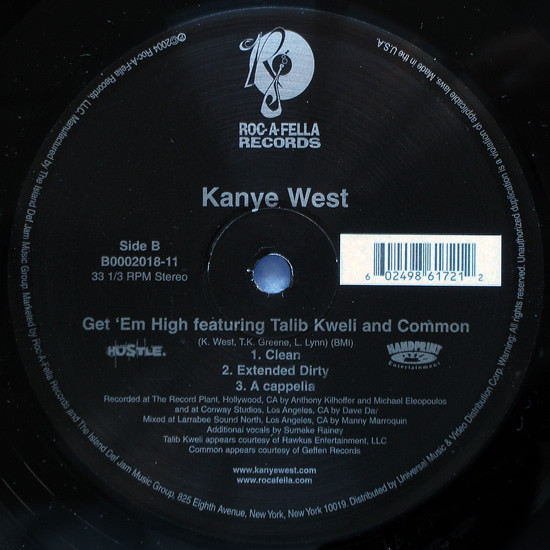 ROC-A-FELLA
RECORDS
Kanye West
Side B
B0002018-11
33 1/3 RPM Stereo
6 02498 61721 2
Get 'Em High featuring Talib Kweli and Common
(K. West, T.K. Greene, L. Lynn) (BMI)
HUSTLE.
HANDPRINT
Entertainment
1. Clean
2. Extended Dirty
3. A cappella
Recorded at The Record Plant, Hollywood, CA by Anthony Kilhoffer and Michael Eleopoulos
and at Conway Studios, Los Angeles, CA by Dave Dar
Mixed at Larrabee Sound North, Los Angeles, CA by Manny Marroquin
Additional vocals by Sumeke Rainey
Talib Kweli appears courtesy of Rawkus Entertainment, LLC
Common appears courtesy of Geffen Records
www.kanyewest.com
www.rocafella.com
℗©2004 Roc-A-Fella Records, LLC. Manufactured by The Island Def Jam Music Group. Marketed by Roc-A-Fella Records and The Island Def Jam Music Group, 825 Eighth Avenue, New York, New York 10019. Distributed by Universal Music & Video Distribution Corp. Warning: All rights reserved. Unauthorized duplication is a violation of applicable laws. Made in the U.S.A.